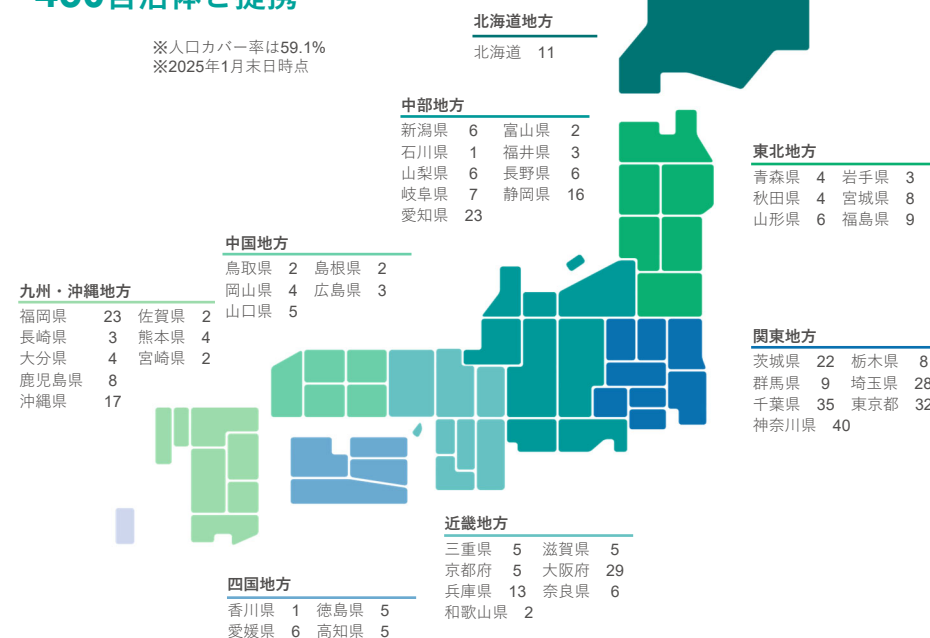 430自治体と提携
※人口カバー率は59.1%
※2025年1月末日時点
北海道地方
北海道 11
中部地方
新潟県 6 富山県 2
石川県 1 福井県 3
山梨県 6 長野県 6
岐阜県 7 静岡県 16
愛知県 23
東北地方
青森県 4 岩手県 3
秋田県 4 宮城県 8
山形県 6 福島県 9
中国地方
鳥取県 2 島根県 2
岡山県 4 広島県 3
山口県 5
九州・沖縄地方
福岡県 23 佐賀県 2
長崎県 3 熊本県 4
大分県 4 宮崎県 2
鹿児島県 8
沖縄県 17
関東地方
茨城県 22 栃木県 8
群馬県 9 埼玉県 28
千葉県 35 東京都 32
神奈川県 40
近畿地方
三重県 5 滋賀県 5
京都府 5 大阪府 29
兵庫県 13 奈良県 6
和歌山県 2
四国地方
香川県 1 徳島県 5
愛媛県 6 高知県 5